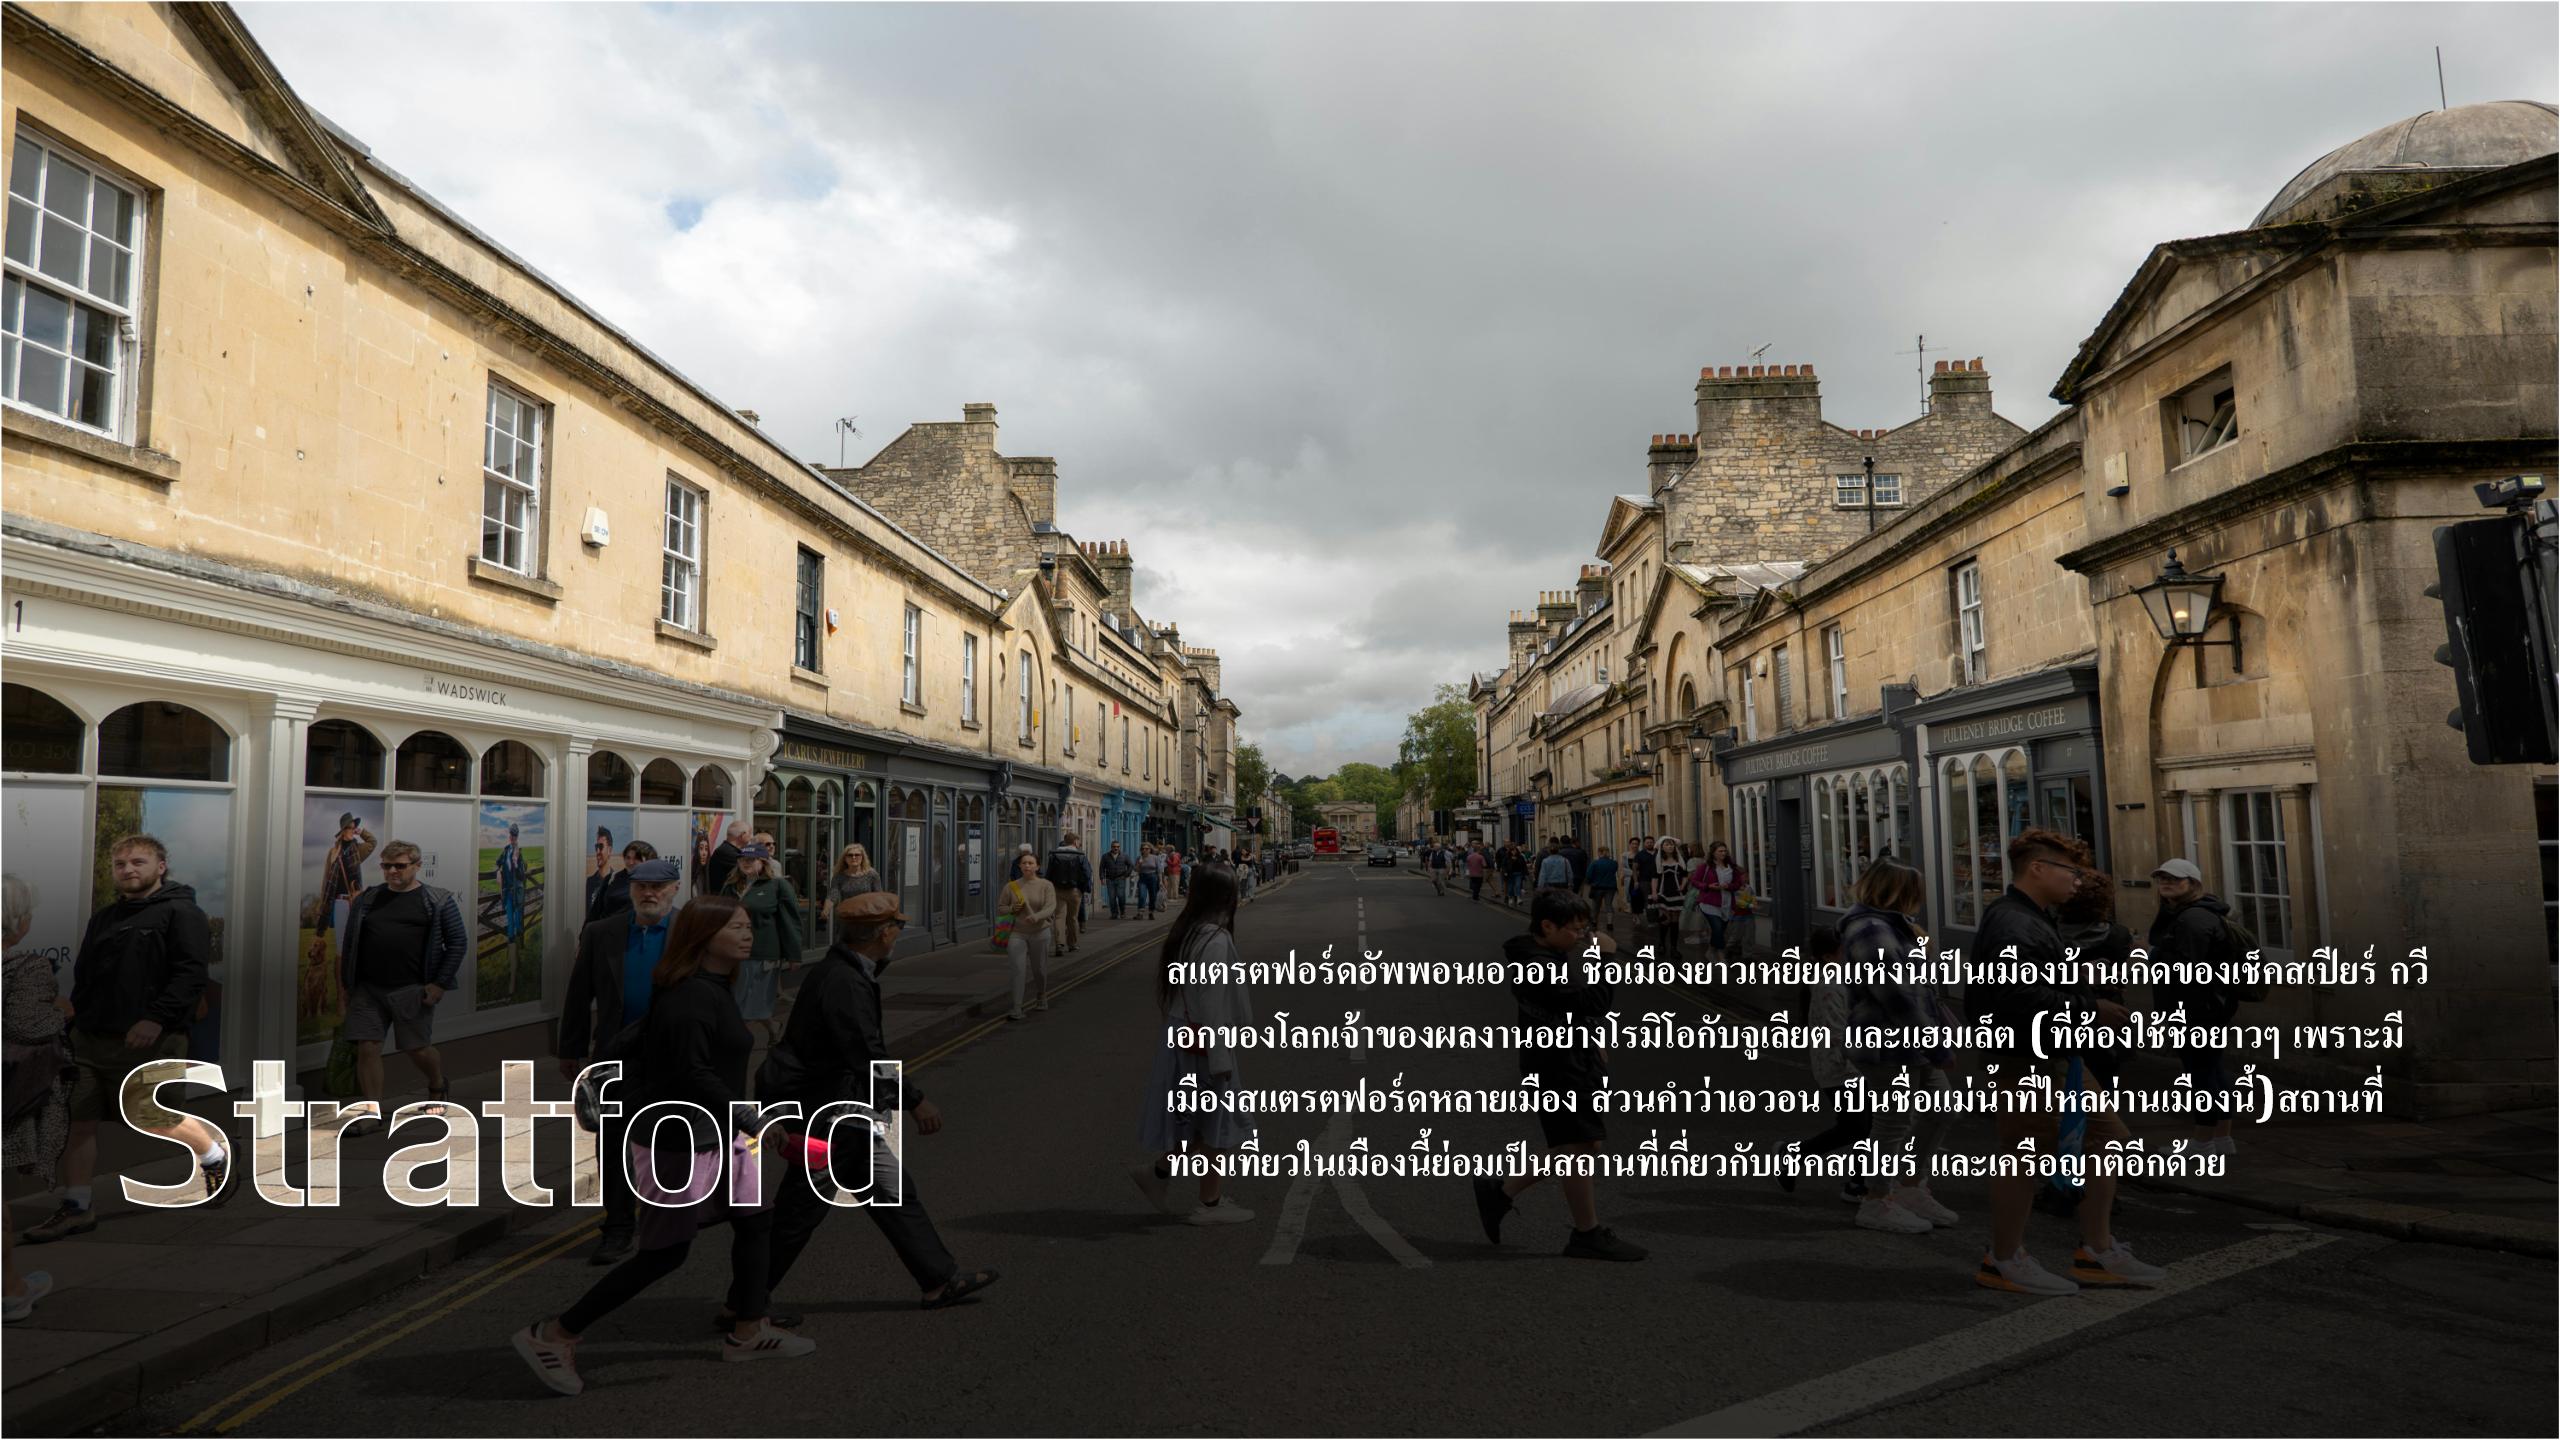 1
WADSWICK
ICARUS JEWELLERY
PULTENEY BRIDGE COFFEE
PULTENEY BRIDGE COFFEE
สแตรตฟอร์ดอัพพอนเอวอน ชื่อเมืองยาวเหยียดแห่งนี้เป็นเมืองบ้านเกิดของเช็คสเปียร์ กวี
เอกของโลกเจ้าของผลงานอย่างโรมิโอกับจูเลียต และแฮมเล็ต (ที่ต้องใช้ชื่อยาวๆ เพราะมี
เมืองสแตรตฟอร์ดหลายเมือง ส่วนคำว่าเอวอน เป็นชื่อแม่น้ำที่ไหลผ่านเมืองนี้)สถานที่
ท่องเที่ยวในเมืองนี้ย่อมเป็นสถานที่เกี่ยวกับเช็คสเปียร์ และเครือญาติอีกด้วย
Stratford